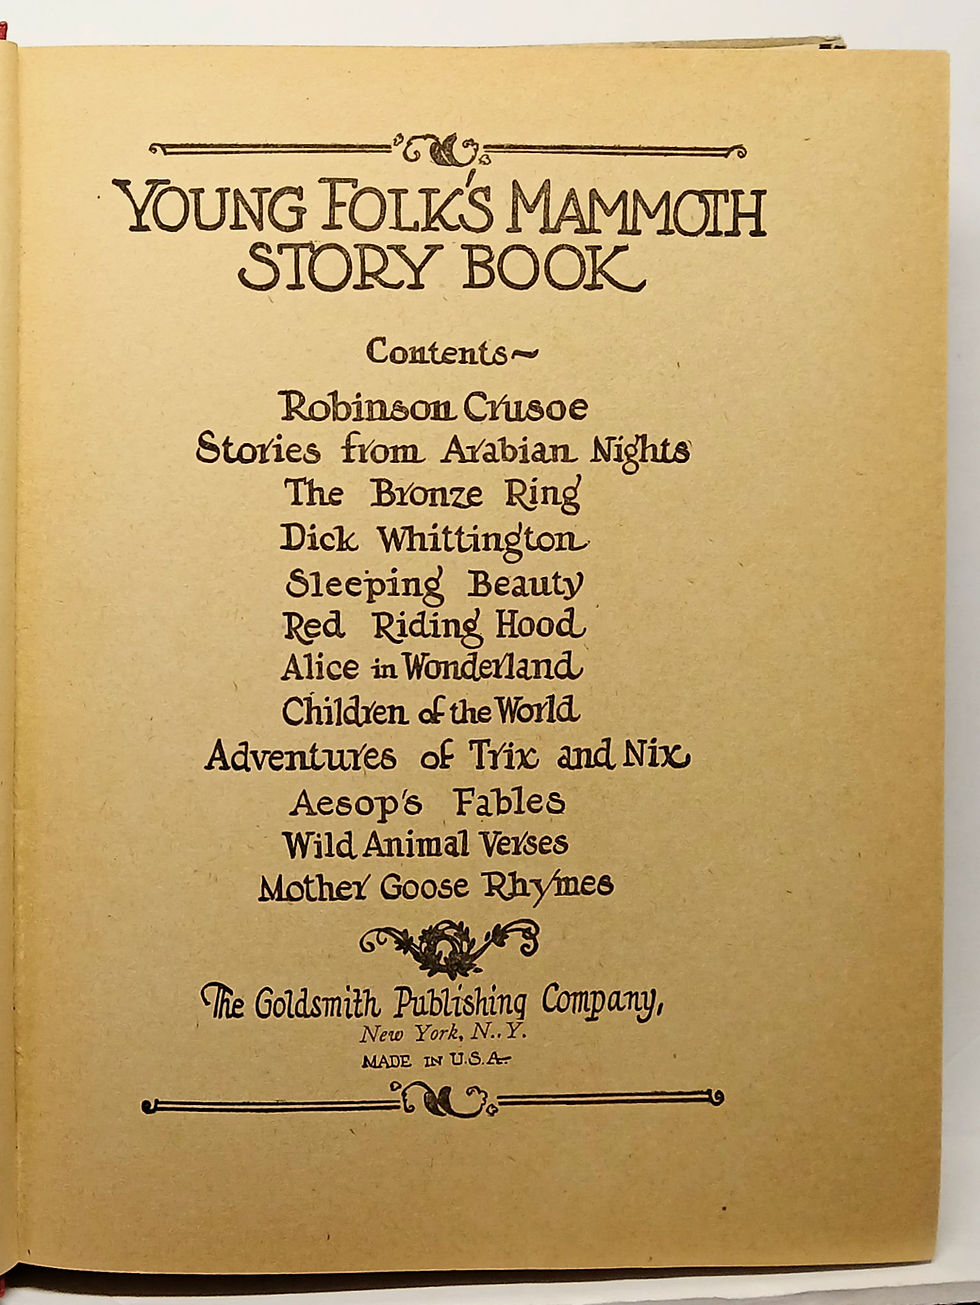 YOUNG FOLK'S MAMMOTH
STORY BOOK
Contents~
Robinson Crusoe
Stories from Arabian Nights
The Bronze Ring
Dick Whittington
Sleeping Beauty
Red Riding Hood
Alice in Wonderland
Children of the World
Adventures of Trix and Nix
Aesop's Fables
Wild Animal Verses
Mother Goose Rhymes
The Goldsmith Publishing Company,
New York, N..Y.
MADE IN U.S.A.